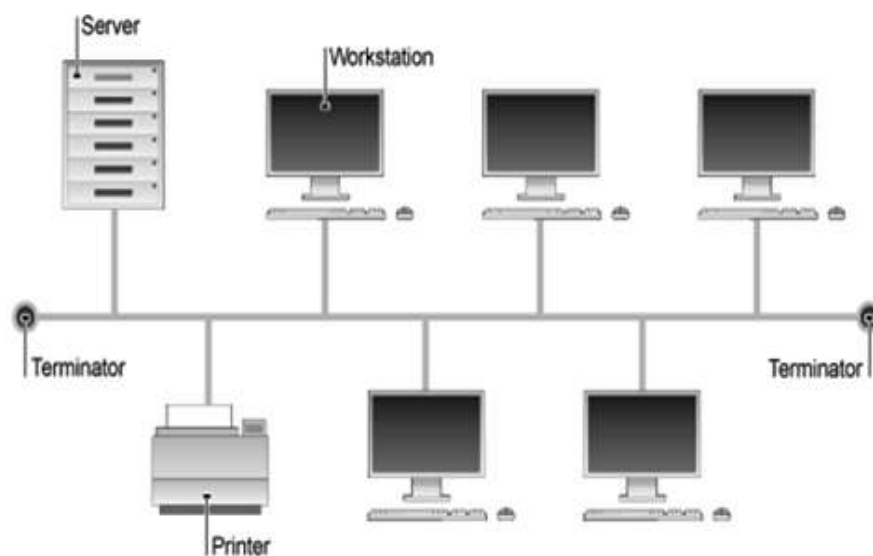 Server
Workstation
Terminator
Terminator
Printer